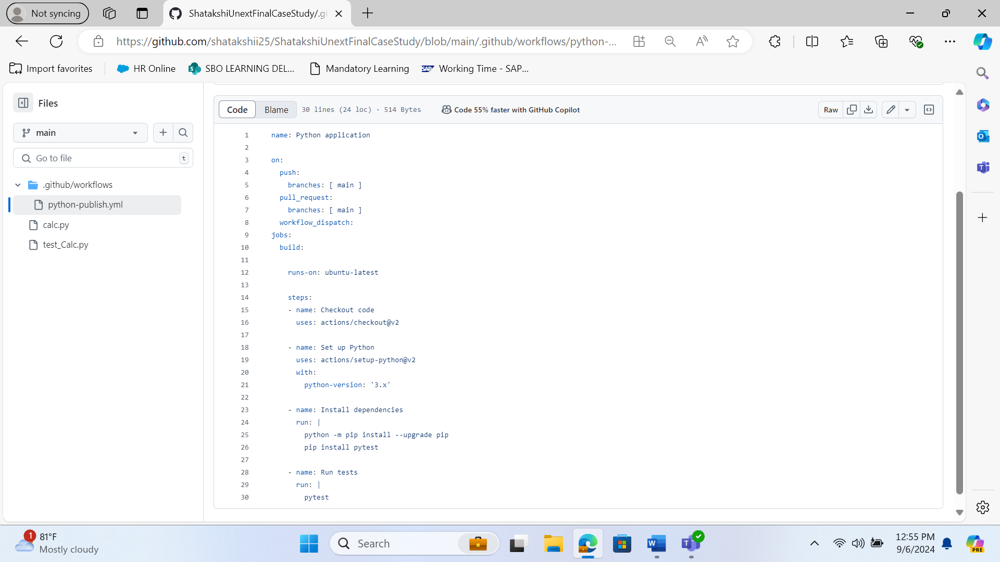 Not syncing
ShatakshiUnextFinalCaseStudy/.gi
https://github.com/shatakshii25/ShatakshiUnextFinalCaseStudy/blob/main/.github/workflows/python-...
Import favorites
HR Online
S SBO LEARNING DEL...
Mandatory Learning
SAP Working Time - SAP...
Files
main
Go to file
t
.github/workflows
python-publish.yml
calc.py
test_Calc.py
Code
Blame
30 lines (24 loc) · 514 Bytes
Code 55% faster with GitHub Copilot
Raw
1 name: Python application
2
3 on:
4 push:
5 branches: [ main ]
6 pull_request:
7 branches: [ main ]
8 workflow_dispatch:
9 jobs:
10 build:
11
12 runs-on: ubuntu-latest
13
14 steps:
15 - name: Checkout code
16 uses: actions/checkout@v2
17
18 - name: Set up Python
19 uses: actions/setup-python@v2
20 with:
21 python-version: '3.x'
22
23 - name: Install dependencies
24 run: |
25 python -m pip install --upgrade pip
26 pip install pytest
27
28 - name: Run tests
29 run: |
30 pytest
1
81°F
Mostly cloudy
Search
W
T
12:55 PM
9/6/2024
PRE